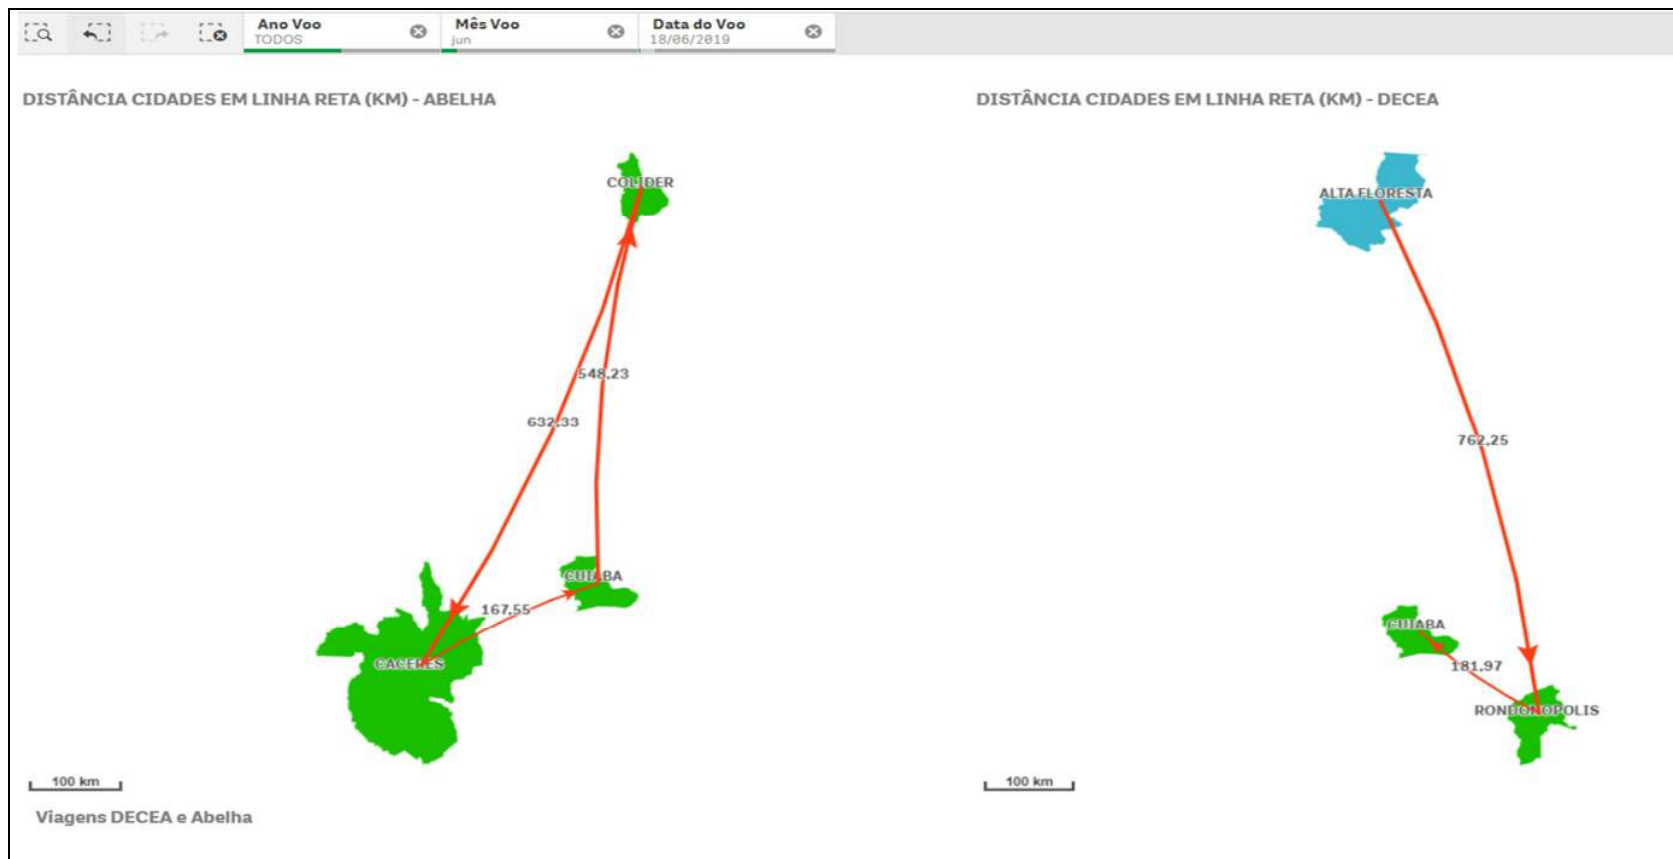 Ano Voo
TODOS
Mês Voo
jun
Data do Voo
18/06/2019
DISTÂNCIA CIDADES EM LINHA RETA (KM) - ABELHA
COLIDER
548,23
632,33
CUIABA
167,55
CACERES
100 km
DISTÂNCIA CIDADES EM LINHA RETA (KM) - DECEA
ALTA FLORESTA
762,25
CUIABA
181,97
RONDONOPOLIS
100 km
Viagens DECEA e Abelha